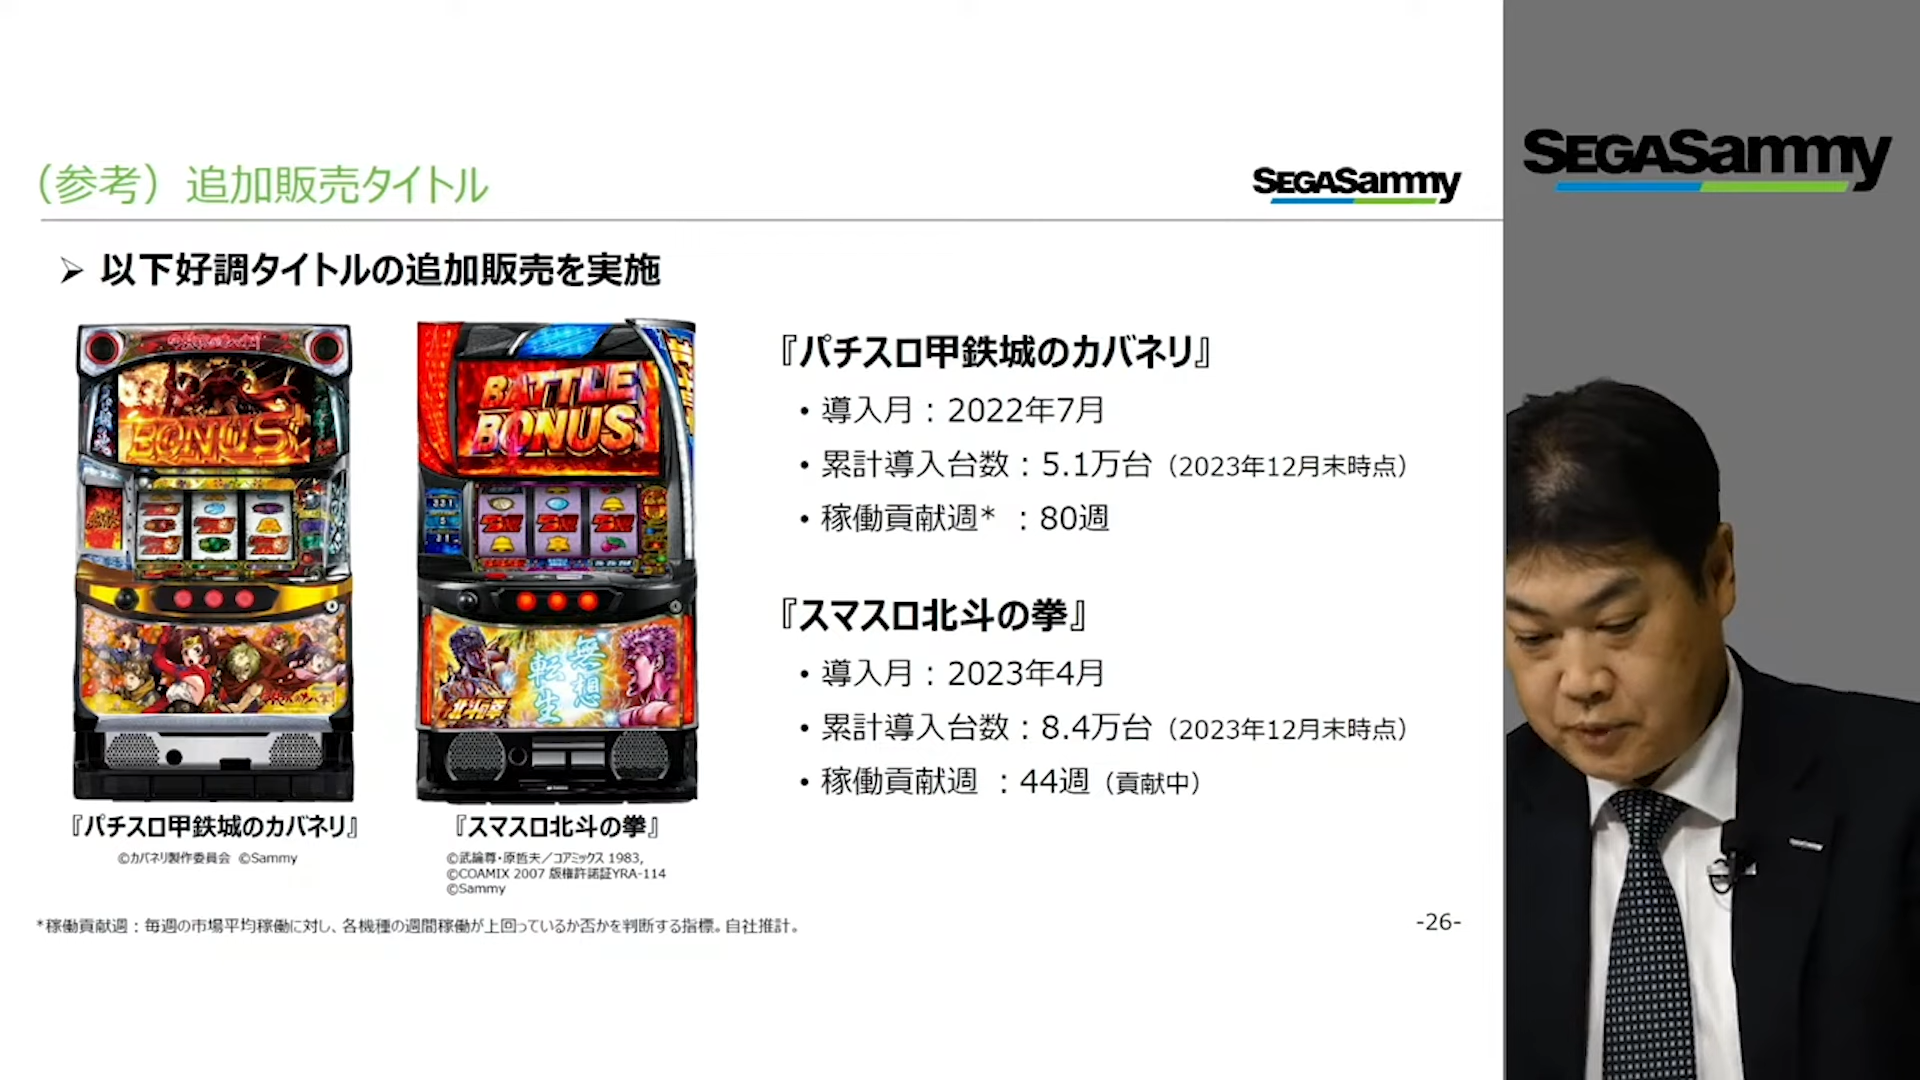 （参考）追加販売タイトル
SEGASammy
SEGASammy
➢ 以下好調タイトルの追加販売を実施
BONUS
BATTLE
BONUS
無想
転生
北斗の拳
『パチスロ甲鉄城のカバネリ』
©カバネリ製作委員会 ©Sammy
『スマスロ北斗の拳』
©武論尊・原哲夫／コアミックス 1983,
©COAMIX 2007 版権許諾証YRA-114
©Sammy
『パチスロ甲鉄城のカバネリ』
• 導入月：2022年7月
• 累計導入台数：5.1万台（2023年12月末時点）
• 稼働貢献週* ：80週
『スマスロ北斗の拳』
• 導入月：2023年4月
• 累計導入台数：8.4万台（2023年12月末時点）
• 稼働貢献週 ：44週（貢献中）
*稼働貢献週：毎週の市場平均稼働に対し、各機種の週間稼働が上回っているか否かを判断する指標。自社推計。
-26-